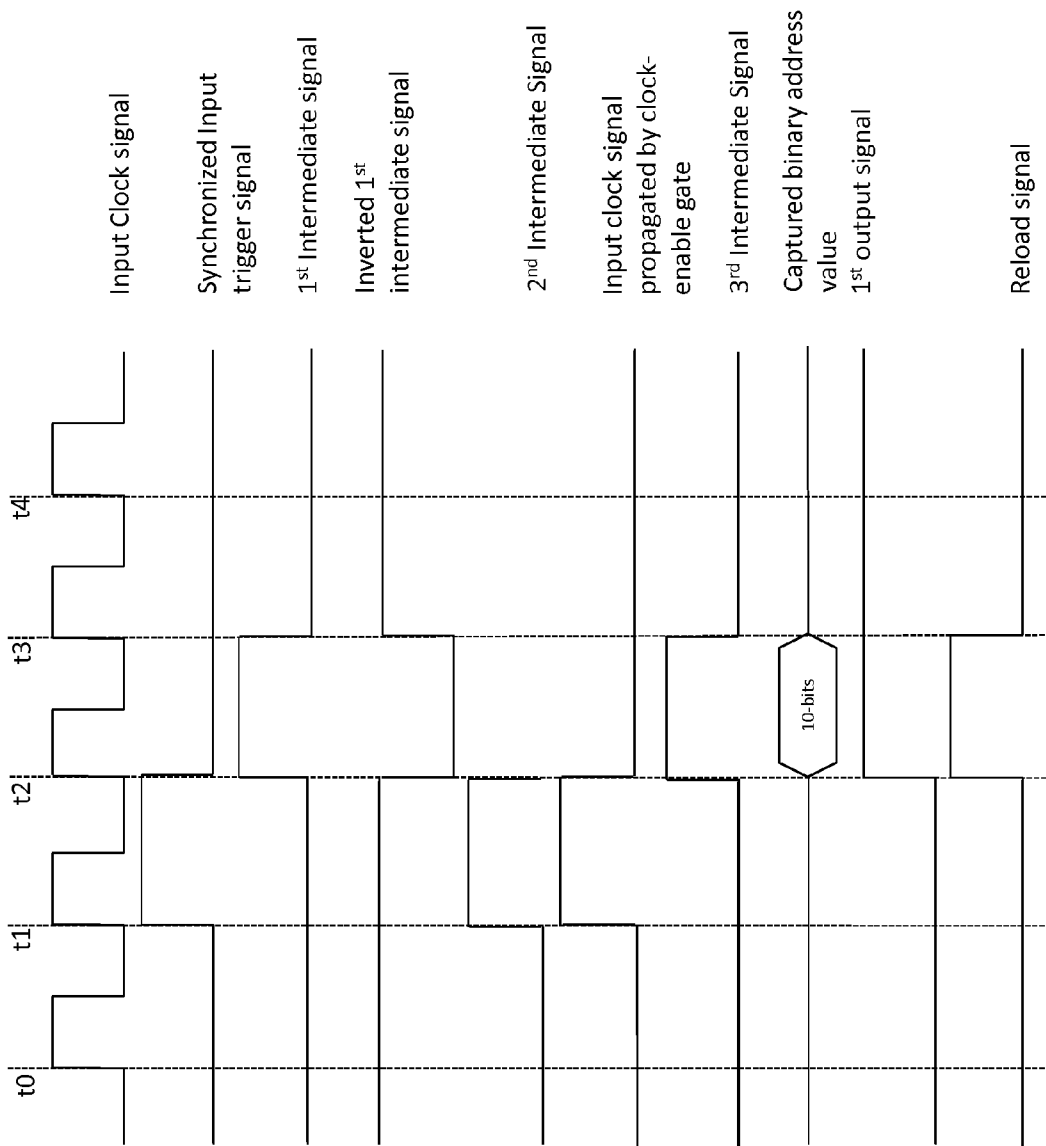 t0
t1
t2
t3
t4
Input Clock signal
Synchronized Input
trigger signal
1st Intermediate signal
Inverted 1st
intermediate signal
2nd Intermediate Signal
Input clock signal
propagated by clock-
enable gate
3rd Intermediate Signal
10-bits
Captured binary address
value
1st output signal
Reload signal